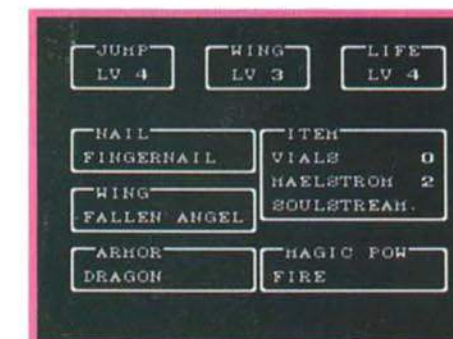 JUMP
LV 4
WING
LV 3
LIFE
LV 4
NAIL
FINGERNAIL
WING
FALLEN ANGEL
ARMOR
DRAGON
ITEM
VIALS 0
MAELSTROM 2
SOULSTREAM.
MAGIC POW
FIRE